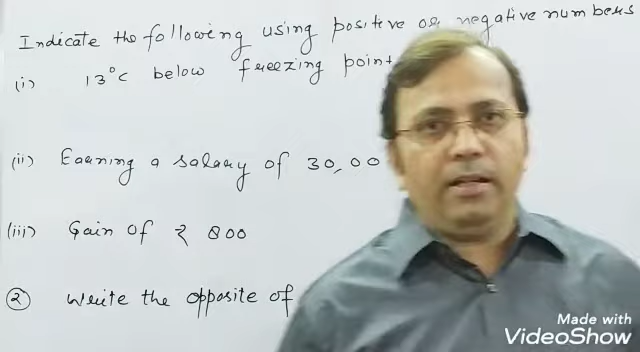 Indicate the following using positive or negative numbers
(i) 13°C below freezing point
(ii) Earning a salary of 30,00
(iii) Gain of ₹ 800
② Write the opposite of
Made with
VideoShow